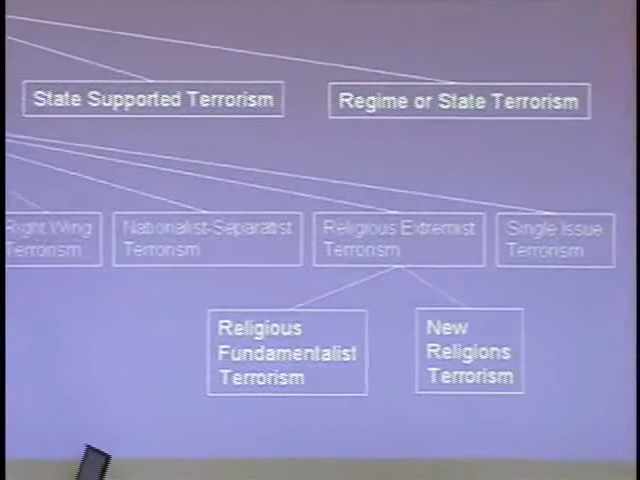 State Supported Terrorism
Regime or State Terrorism
Right Wing
Terrorism
Nationalist-Separatist
Terrorism
Religious Extremist
Terrorism
Single Issue
Terrorism
Religious
Fundamentalist
Terrorism
New
Religions
Terrorism